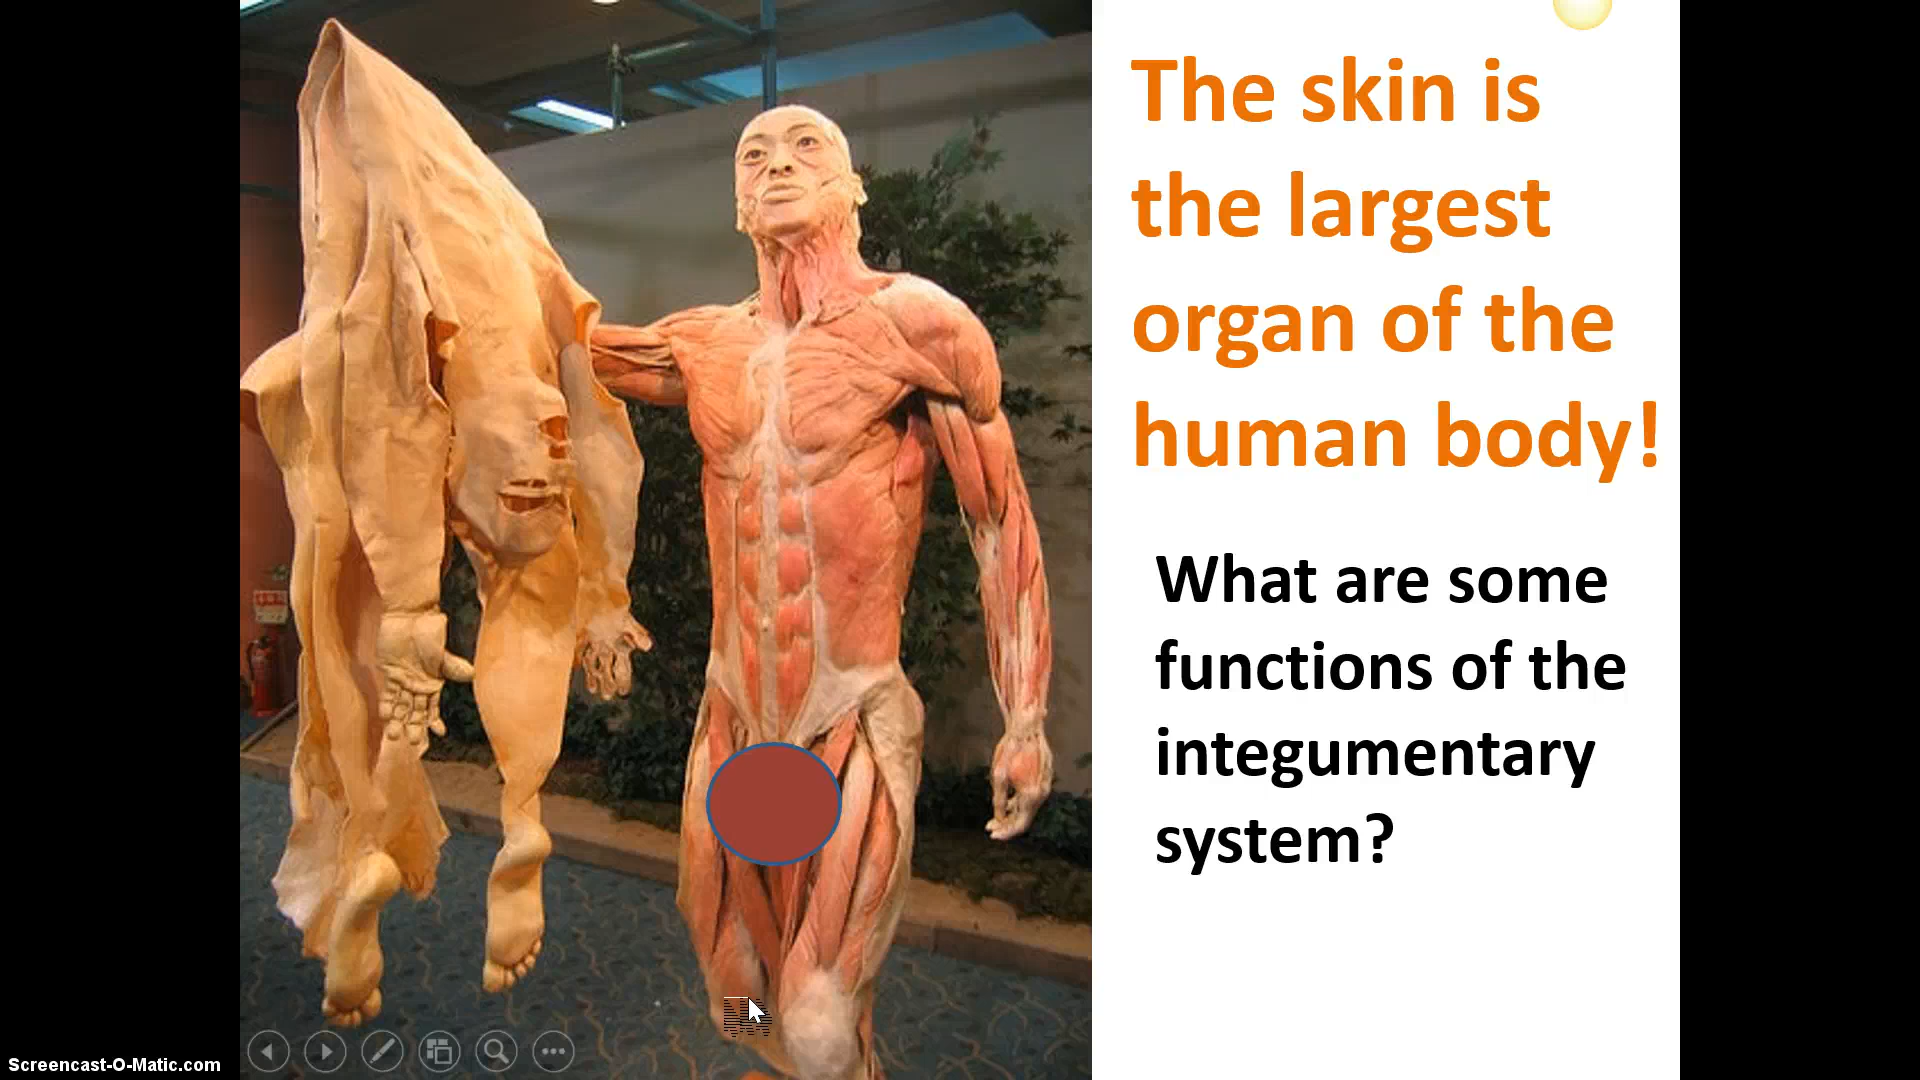 The skin is
the largest
organ of the
human body!
What are some
functions of the
integumentary
system?
Screencast-O-Matic.com